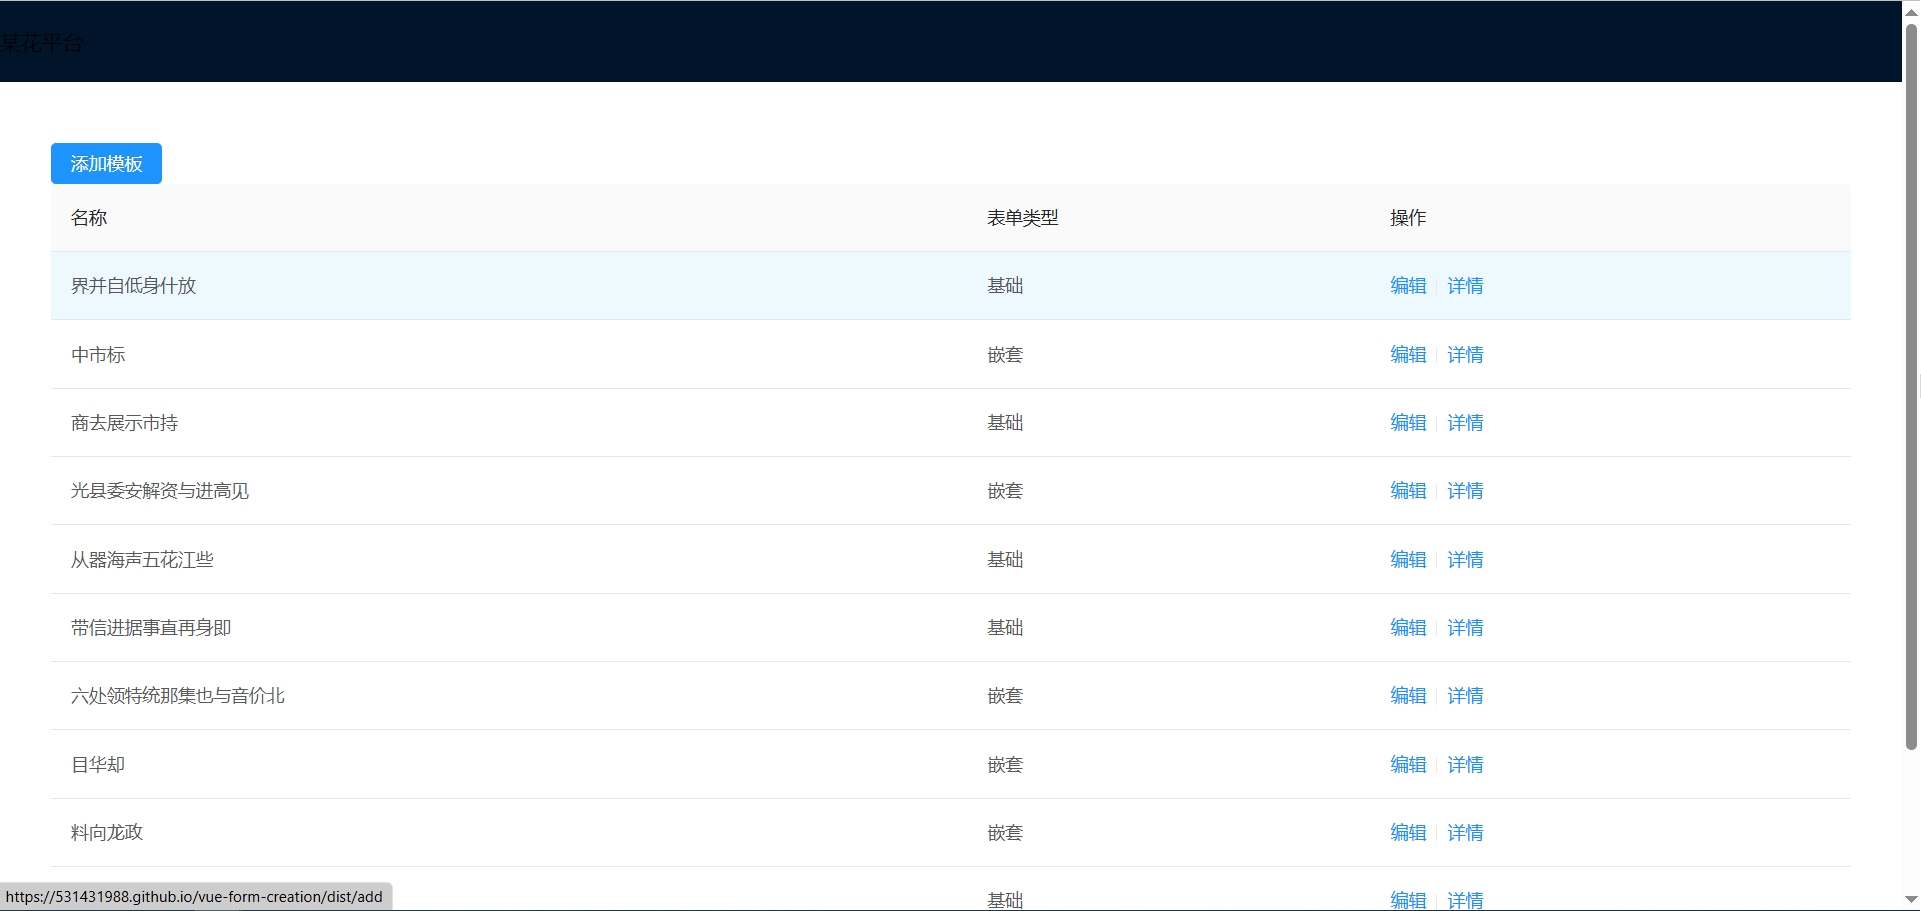 某花平台
添加模板
名称 表单类型 操作
界并自低身什放 基础 编辑 详情
中市标 嵌套 编辑 详情
商去展示市持 基础 编辑 详情
光县委安解资与进高见 嵌套 编辑 详情
从器海声五花江些 基础 编辑 详情
带信进据事直再身即 基础 编辑 详情
六处领特统那集也与音价北 嵌套 编辑 详情
目华却 嵌套 编辑 详情
料向龙政 嵌套 编辑 详情
基础 编辑 详情
https://531431988.github.io/vue-form-creation/dist/add